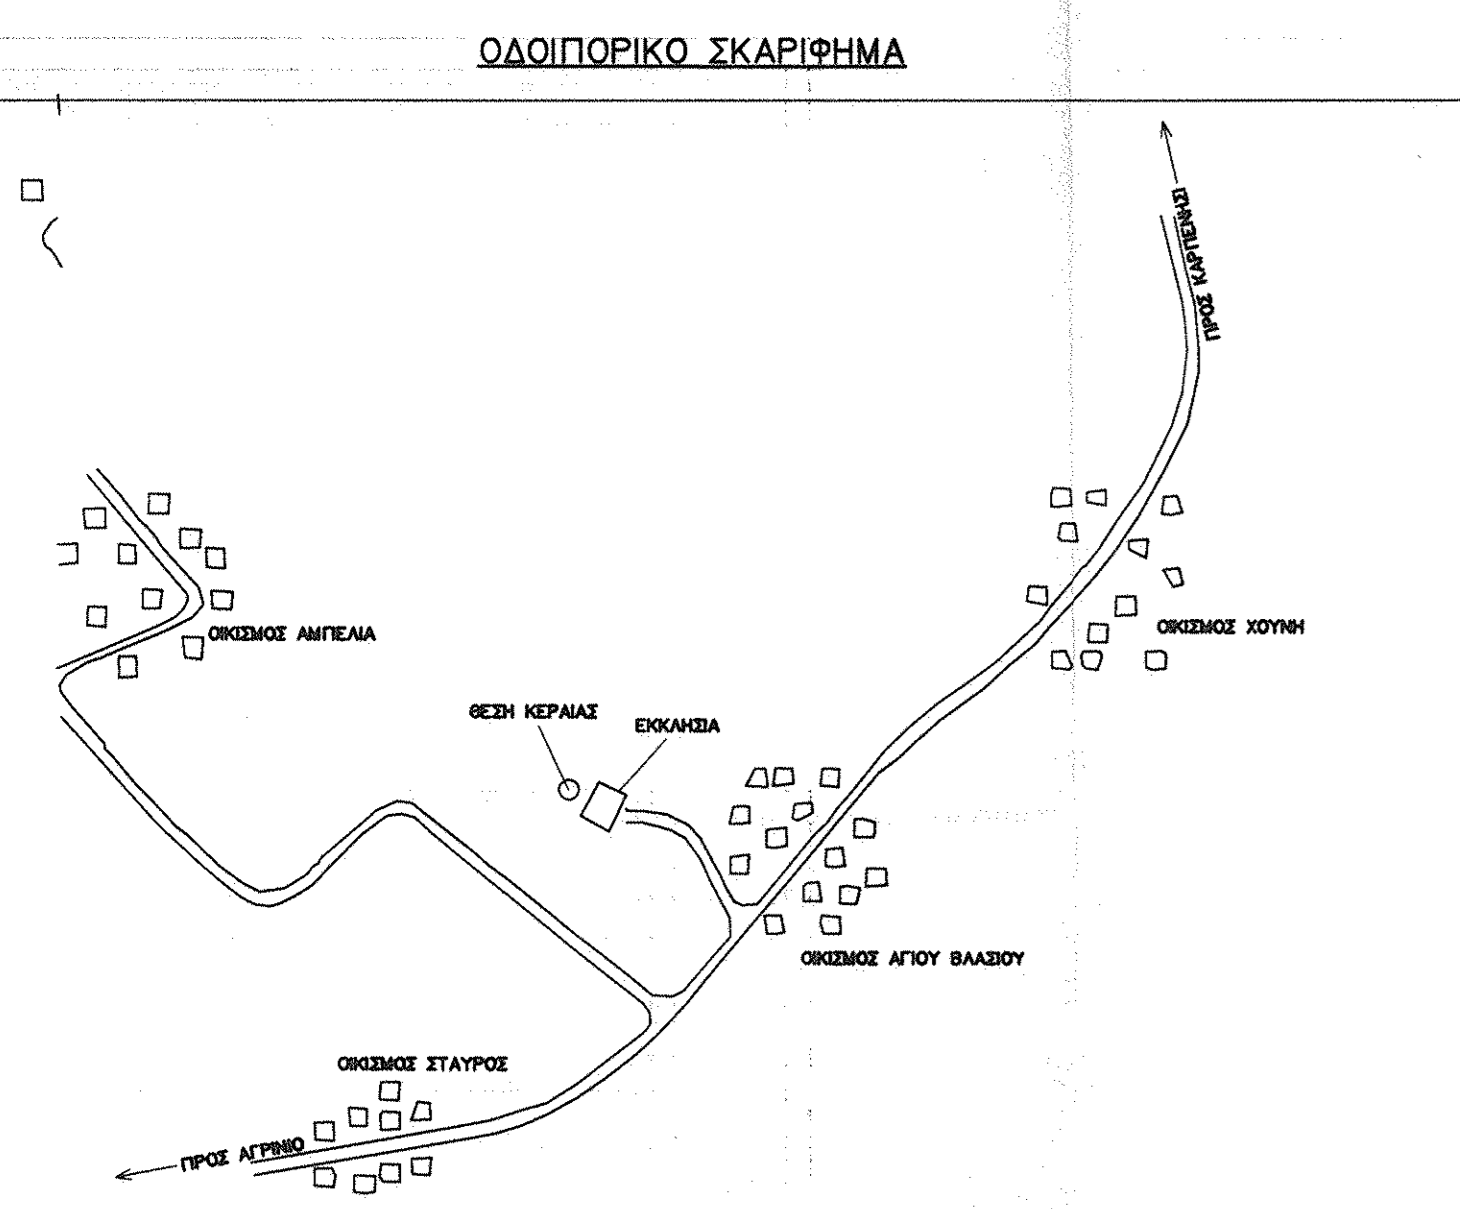 ΟΔΟΙΠΟΡΙΚΟ ΣΚΑΡΙΦΗΜΑ
ΠΡΟΣ ΚΑΡΠΕΝΗΣΙ
ΟΙΚΙΣΜΟΣ ΑΜΠΕΛΙΑ
ΟΙΚΙΣΜΟΣ ΧΟΥΝΗ
ΘΕΣΗ ΚΕΡΑΙΑΣ
ΕΚΚΛΗΣΙΑ
ΟΙΚΙΣΜΟΣ ΑΓΙΟΥ ΒΛΑΣΙΟΥ
ΟΙΚΙΣΜΟΣ ΣΤΑΥΡΟΣ
ΠΡΟΣ ΑΓΡΙΝΙΟ